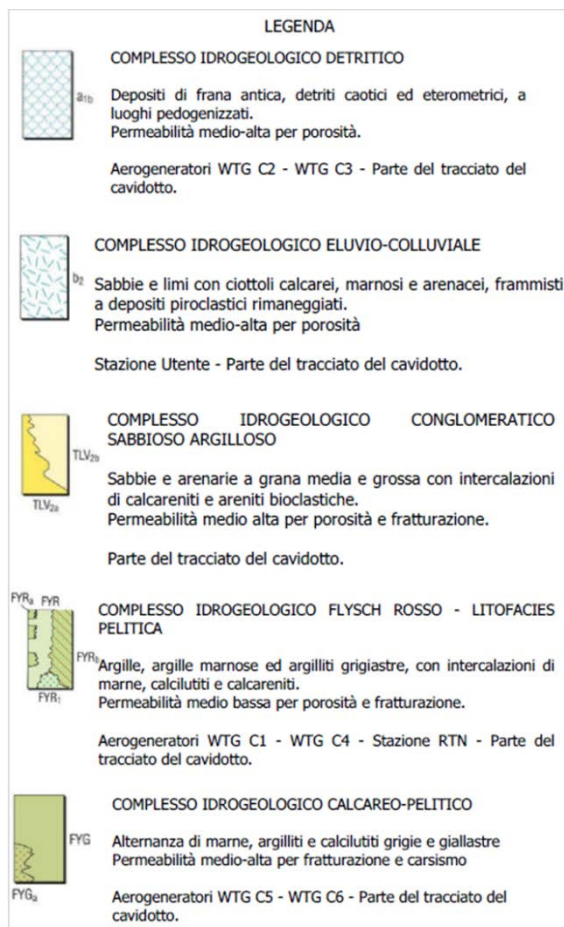 LEGENDA
COMPLESSO IDROGEOLOGICO DETRITICO
a1b
Depositi di frana antica, detriti caotici ed eterometrici, a
luoghi pedogenizzati.
Permeabilità medio-alta per porosità.
Aerogeneratori WTG C2 - WTG C3 - Parte del tracciato del
cavidotto.
COMPLESSO IDROGEOLOGICO ELUVIO-COLLUVIALE
b2
Sabbie e limi con ciottoli calcarei, marnosi e arenacei, frammisti
a depositi piroclastici rimaneggiati.
Permeabilità medio-alta per porosità
Stazione Utente - Parte del tracciato del cavidotto.
COMPLESSO IDROGEOLOGICO CONGLOMERATICO
SABBIOSO ARGILLOSO
TLV2b
TLV2a
Sabbie e arenarie a grana media e grossa con intercalazioni
di calcareniti e areniti bioclastiche.
Permeabilità medio alta per porosità e fratturazione.
Parte del tracciato del cavidotto.
FYRa FYR
FYRb
FYR1
COMPLESSO IDROGEOLOGICO FLYSCH ROSSO - LITOFACIES
PELITICA
Argille, argille marnose ed argilliti grigiastre, con intercalazioni di
marne, calcilutiti e calcareniti.
Permeabilità medio bassa per porosità e fratturazione.
Aerogeneratori WTG C1 - WTG C4 - Stazione RTN - Parte del
tracciato del cavidotto.
COMPLESSO IDROGEOLOGICO CALCAREO-PELITICO
FYG
FYGa
Alternanza di marne, argilliti e calcilutiti grigie e giallastre
Permeabilità medio-alta per fratturazione e carsismo
Aerogeneratori WTG C5 - WTG C6 - Parte del tracciato del
cavidotto.